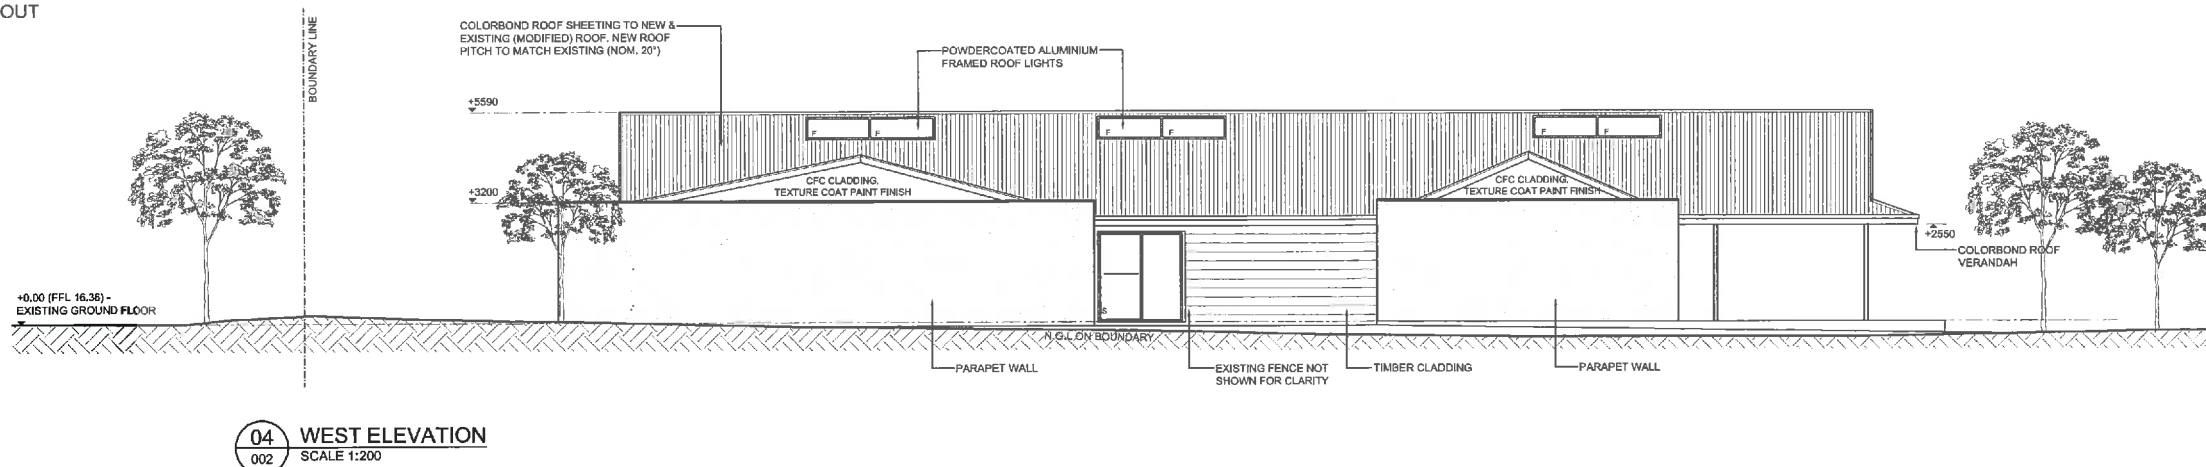 OUT
BOUNDARY LINE
COLORBOND ROOF SHEETING TO NEW &
EXISTING (MODIFIED) ROOF. NEW ROOF
PITCH TO MATCH EXISTING (NOM. 20°)
POWDERCOATED ALUMINIUM
FRAMED ROOF LIGHTS
+5590
F F
F F
F F
+3200
CFC CLADDING,
TEXTURE COAT PAINT FINISH
CFC CLADDING,
TEXTURE COAT PAINT FINISH
+2550
COLORBOND ROOF
VERANDAH
+0.00 (FFL 16.36) -
EXISTING GROUND FLOOR
S
N.G.L ON BOUNDARY
PARAPET WALL
EXISTING FENCE NOT
SHOWN FOR CLARITY
TIMBER CLADDING
PARAPET WALL
04
002
WEST ELEVATION
SCALE 1:200